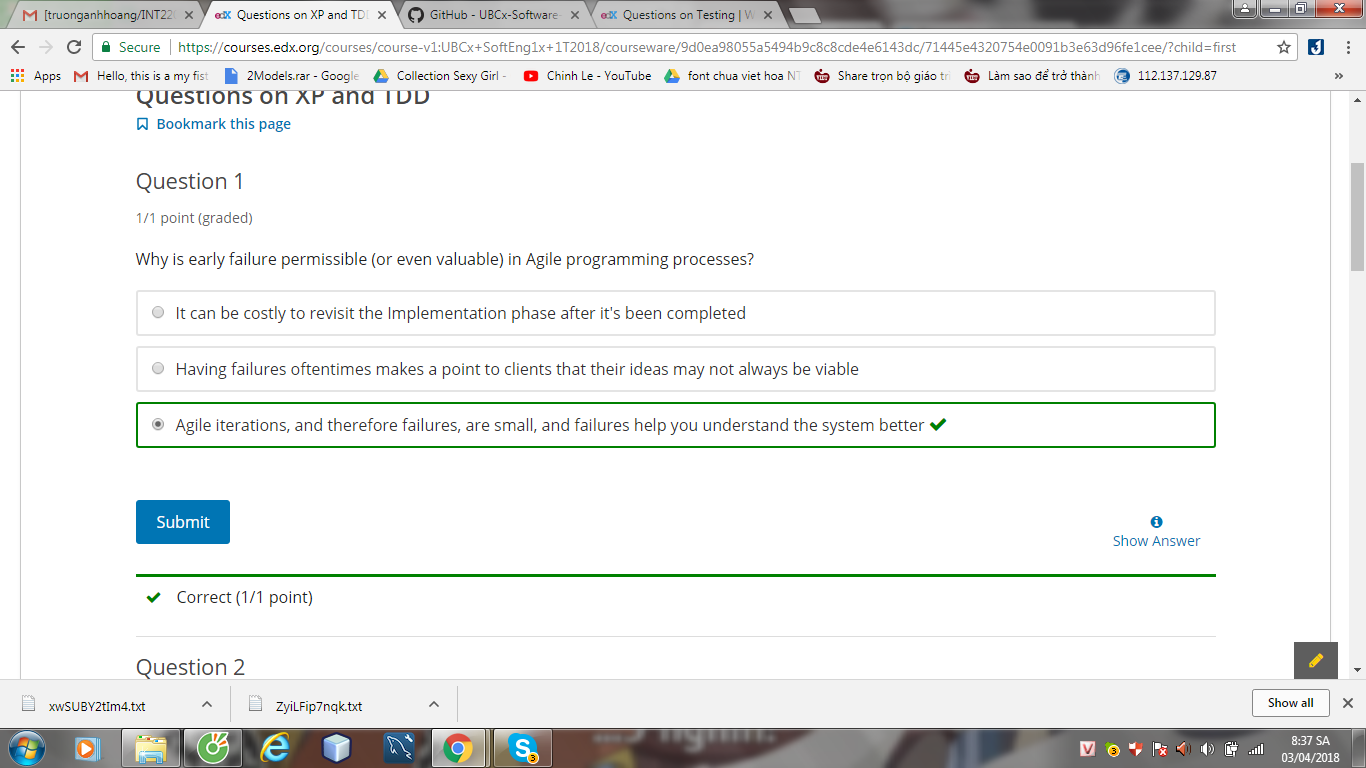 [truonganhhoang/INT220
Questions on XP and TDD
GitHub - UBCx-Software-
Questions on Testing | W
Secure
https://courses.edx.org/courses/course-v1:UBCx+SoftEng1x+1T2018/courseware/9d0ea98055a5494b9c8c8cde4e6143dc/71445e4320754e0091b3e63d96fe1cee/?child=first
Apps
Hello, this is a my fist
2Models.rar - Google
Collection Sexy Girl -
Chinh Le - YouTube
font chua viet hoa NT
Share trọn bộ giáo tri
Làm sao để trở thành
112.137.129.87
»
Questions on XP and TDD
Bookmark this page
Question 1
1/1 point (graded)
Why is early failure permissible (or even valuable) in Agile programming processes?
It can be costly to revisit the Implementation phase after it's been completed
Having failures oftentimes makes a point to clients that their ideas may not always be viable
Agile iterations, and therefore failures, are small, and failures help you understand the system better
Submit
Show Answer
Correct (1/1 point)
Question 2
xwSUBY2tIm4.txt
ZyiLFip7nqk.txt
Show all
8:37 SA
03/04/2018